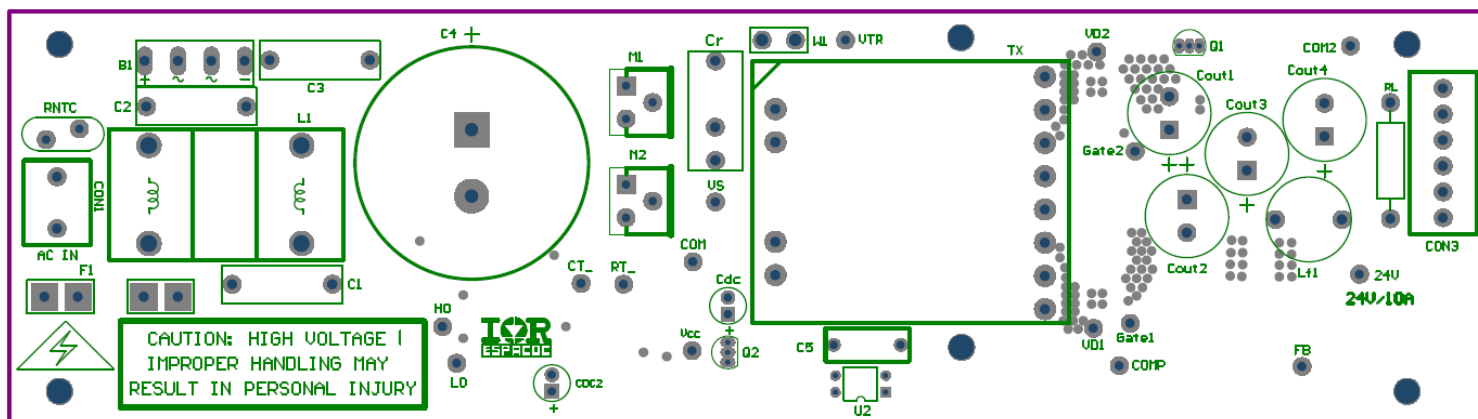 C4 +
W1
VTR
VD2
Q1
COM2
Cr
TX
B1
+ ~ ~ -
C3
M1
Cout1
Cout4
RNTC
C2
L1
Cout3
RL
M2
Gate2
CON1
VS
++
+
+
AC IN
COM
CON3
F1
C1
CT_
RT_
Cdc
Cout2
Lf1
24V
24V/10A
HO
+
CAUTION: HIGH VOLTAGE !
IOR
ESPACDC
Vcc
Q2
C5
VD1
Gate1
IMPROPER HANDLING MAY
LO
COMP
FB
RESULT IN PERSONAL INJURY
CDC2
+
U2